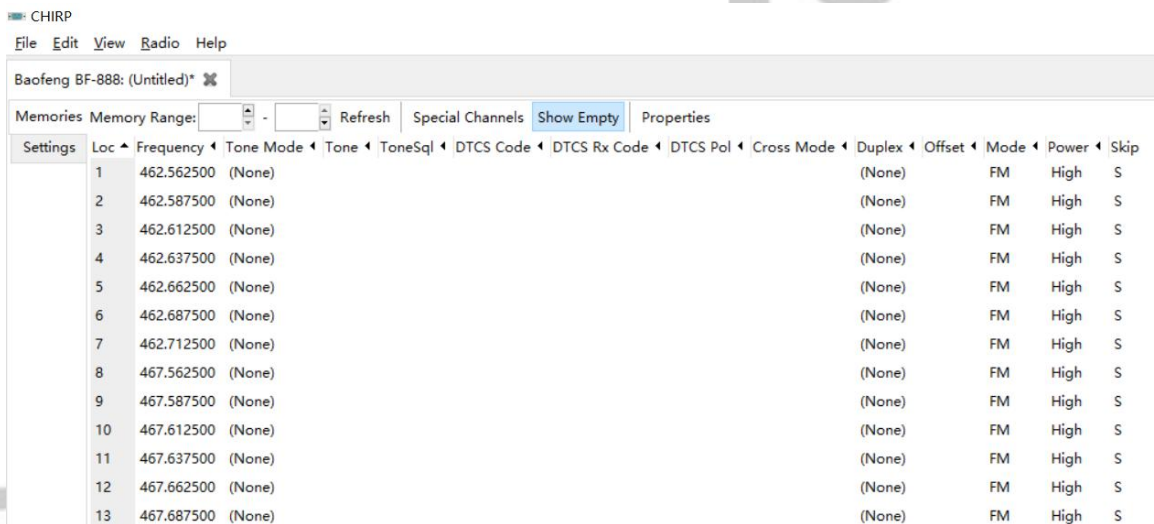 CHIRP
File Edit View Radio Help
Baofeng BF-888: (Untitled)*
Memories Memory Range: - Refresh Special Channels Show Empty Properties
Settings Loc Frequency Tone Mode Tone ToneSql DTCS Code DTCS Rx Code DTCS Pol Cross Mode Duplex Offset Mode Power Skip
1 462.562500 (None) (None) FM High S
2 462.587500 (None) (None) FM High S
3 462.612500 (None) (None) FM High S
4 462.637500 (None) (None) FM High S
5 462.662500 (None) (None) FM High S
6 462.687500 (None) (None) FM High S
7 462.712500 (None) (None) FM High S
8 467.562500 (None) (None) FM High S
9 467.587500 (None) (None) FM High S
10 467.612500 (None) (None) FM High S
11 467.637500 (None) (None) FM High S
12 467.662500 (None) (None) FM High S
13 467.687500 (None) (None) FM High S